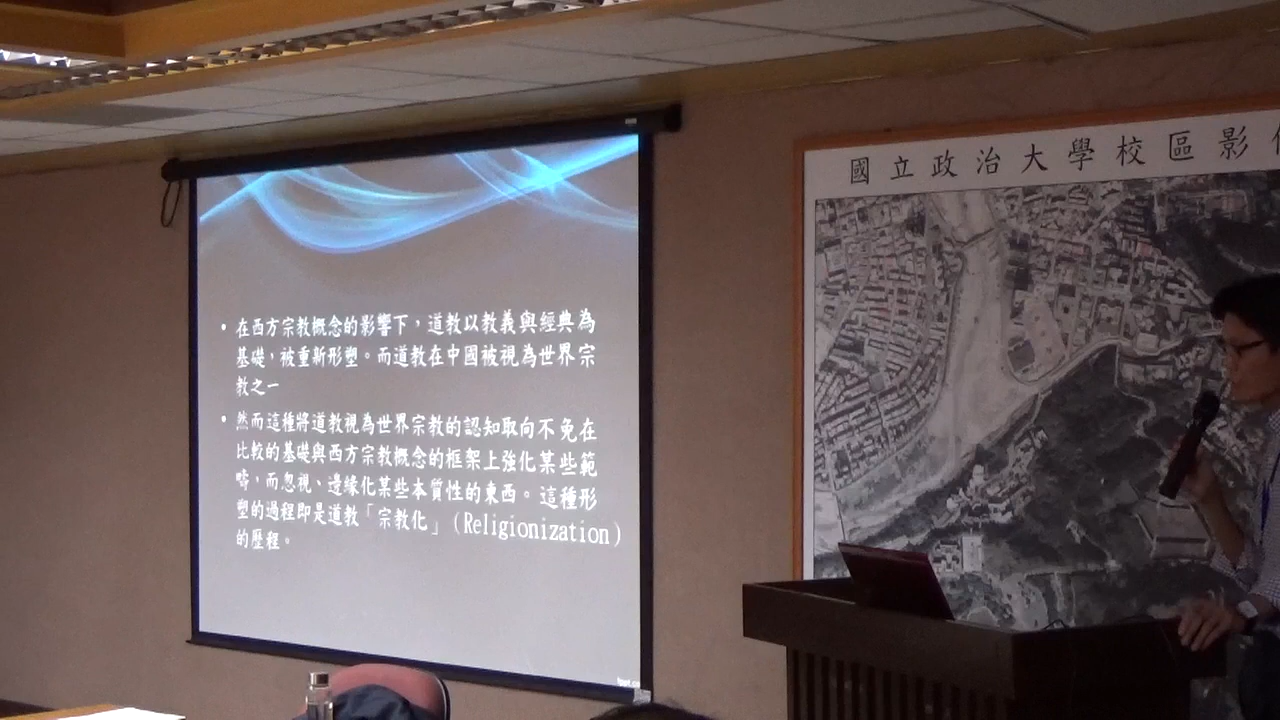 國立政治大學校區影
• 在西方宗教概念的影響下，道教以教義與經典為
基礎，被重新形塑。而道教在中國被視為世界宗
教之一
• 然而這種將道教視為世界宗教的認知取向不免在
比較的基礎與西方宗教概念的框架上強化某些範
疇，而忽視、邊緣化某些本質性的東西。這種形
塑的過程即是道教「宗教化」（Religionization）
的歷程。